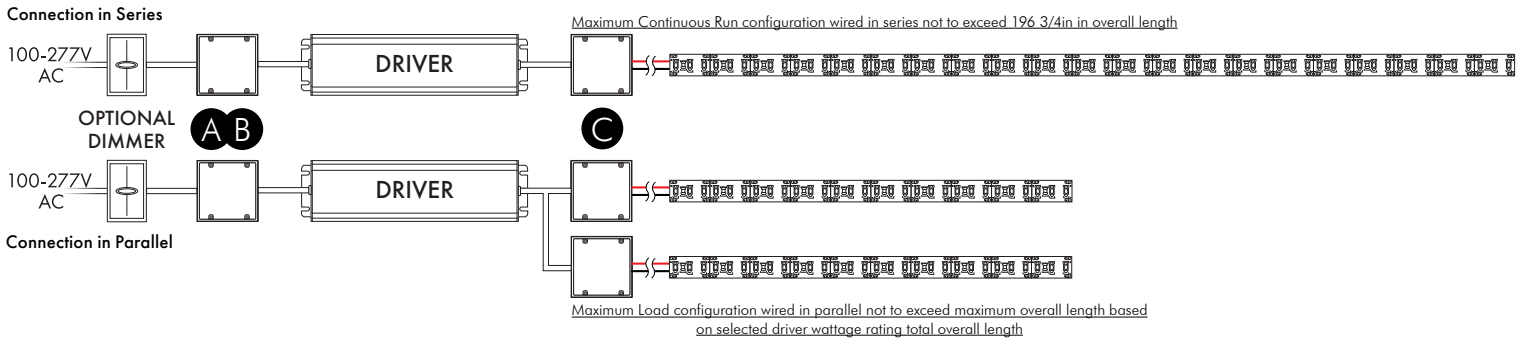 Connection in Series
Maximum Continuous Run configuration wired in series not to exceed 196 3/4in in overall length
100-277V
AC
DRIVER
OPTIONAL
DIMMER
A B
C
100-277V
AC
DRIVER
Connection in Parallel
Maximum Load configuration wired in parallel not to exceed maximum overall length based
on selected driver wattage rating total overall length